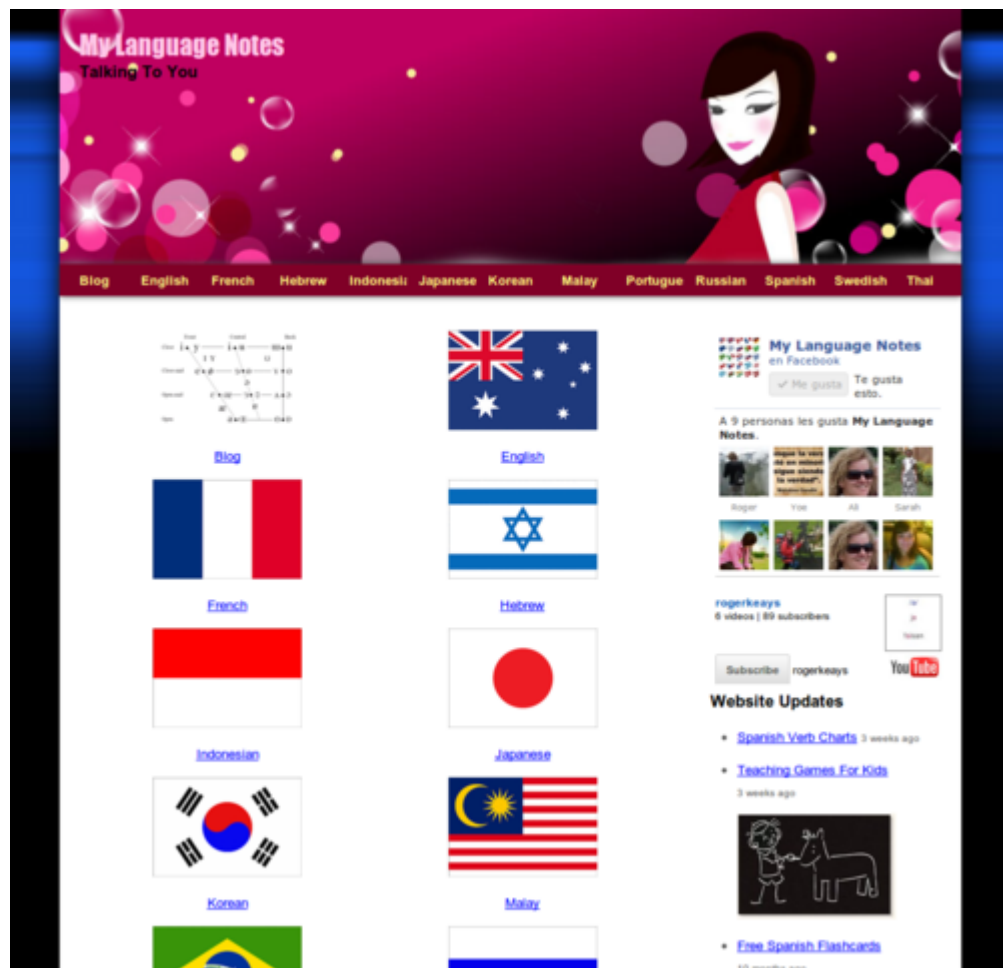 My Language Notes
Talking To You
Blog English French Hebrew Indonesia Japanese Korean Malay Portugue Russian Spanish Swedish Thai
Blog
English
French
Hebrew
Indonesian
Japanese
Korean
Malay
My Language Notes
en Facebook
Me gusta
Te gusta
esto.
A 9 personas les gusta My Language
Notes.
Roger Yoe Ali Sarah
rogerkeays
6 videos | 89 subscribers
Subscribe rogerkeays
YouTube
Website Updates
Spanish Verb Charts 3 weeks ago
Teaching Games For Kids
3 weeks ago
Free Spanish Flashcards